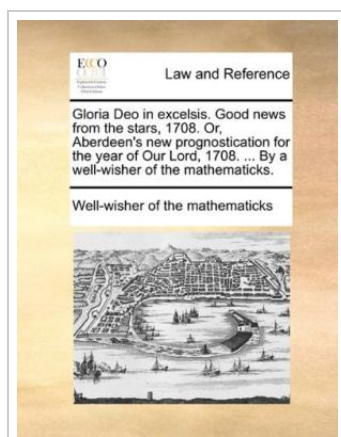 ECCO
Law and Reference
Gloria Deo in excelsis. Good news
from the stars, 1708. Or,
Aberdeen's new prognostication for
the year of Our Lord, 1708. ... By a
well-wisher of the mathematicks.
Well-wisher of the mathematicks